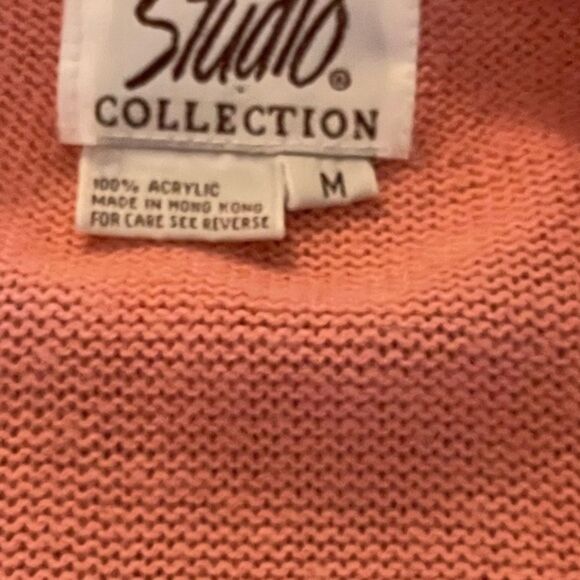 Studio®
COLLECTION
M
100% ACRYLIC
MADE IN HONG KONG
FOR CARE SEE REVERSE